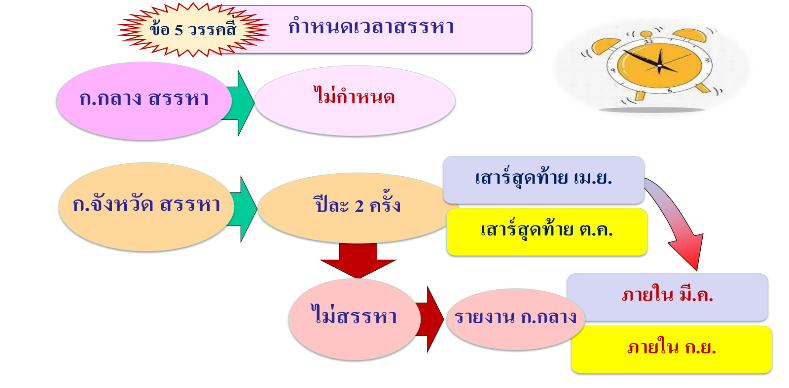 ข้อ 5 วรรคสี่
กำหนดเวลาสรรหา
ก.กลาง สรรหา
ไม่กำหนด
ก.จังหวัด สรรหา
ปีละ 2 ครั้ง
เสาร์สุดท้าย เม.ย.
เสาร์สุดท้าย ต.ค.
ไม่สรรหา
รายงาน ก.กลาง
ภายใน มี.ค.
ภายใน ก.ย.